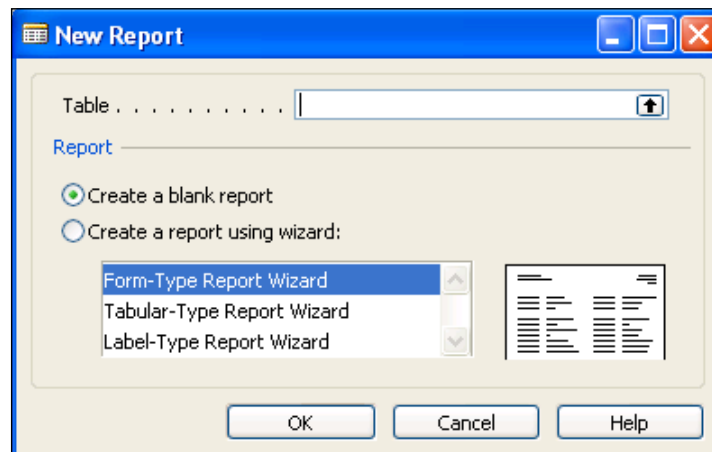 New Report
Table . . . . . . . . . .
Report
Create a blank report
Create a report using wizard:
Form-Type Report Wizard
Tabular-Type Report Wizard
Label-Type Report Wizard
OK Cancel Help